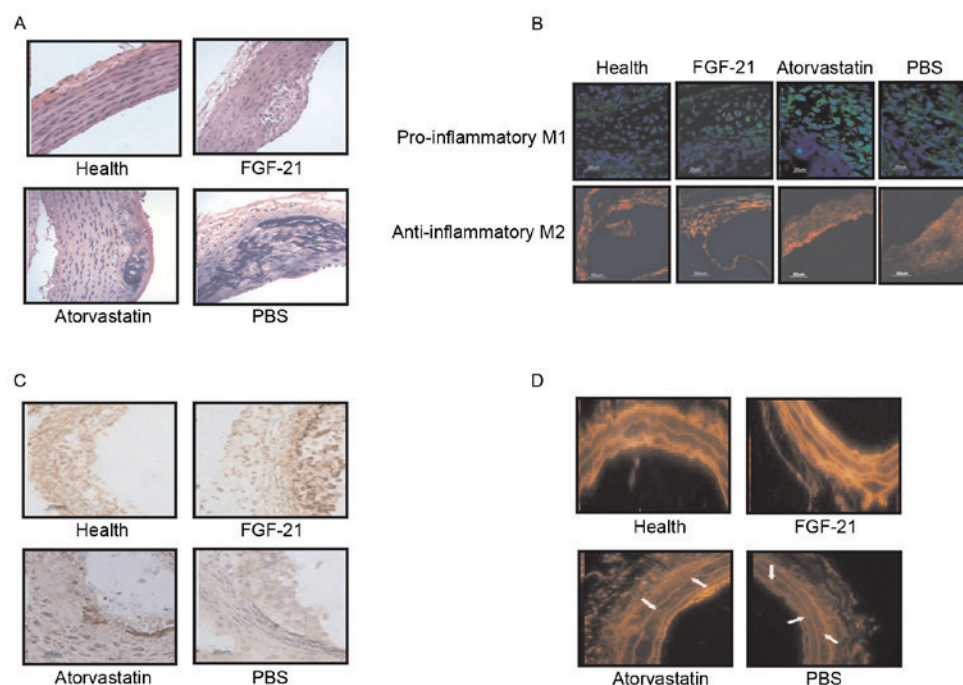 A
Health
FGF-21
Atorvastatin
PBS
B
Health
FGF-21
Atorvastatin
PBS
Pro-inflammatory M1
Anti-inflammatory M2
C
Health
FGF-21
Atorvastatin
PBS
D
Health
FGF-21
Atorvastatin
PBS